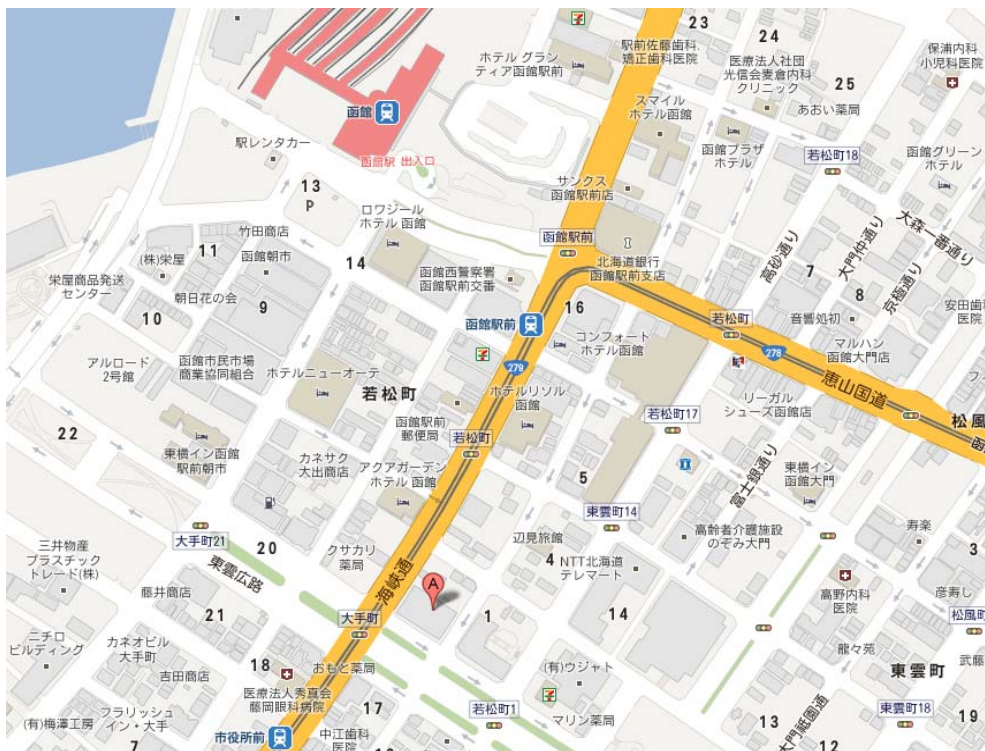 23
24
ホテル グラン
ティア函館駅前
駅前佐藤歯科,
矯正歯科医院
医療法人社団
光信会麦倉内科
クリニック
保浦内科
小児科医院
25
あおい薬局
函館
スマイル
ホテル函館
駅レンタカー
函館駅 出入口
函館プラザ
ホテル
若松町18
函館グリーン
ホテル
13
P
サンクス
函館駅前店
ロワジール
ホテル 函館
竹田商店
大森一番通り
函館駅前
高砂通り
大門仲通り
11
函館朝市
(株)栄屋
14
北海道銀行
函館駅前支店
函館西警察署
函館駅前交番
7
京極通り
栄屋商品発送
センター
朝日花の会
9
8
安田歯科
医院
10
函館駅前
16
若松町
音響処初
コンフォート
ホテル函館
278
マルハン
函館大門店
アルロード
2号館
函館市民市場
商業協同組合
ホテルニューオーテ
279
恵山国道
若松町
ホテルリソル
函館
リーガル
シューズ函館店
若松町17
松風
22
函館駅前
郵便局
若松町
東横イン函館
駅前朝市
カネサク
大出商店
アクアガーデン
ホテル 函館
5
富士銀通り
東横イン
函館大門
東雲町14
大手町21
三井物産
プラスチック
トレード(株)
20
クサカリ
薬局
辺見旅館
高齢者介護施設
のぞみ大門
寿楽
3
東雲広路
海峡通
4
NTT北海道
テレマート
藤井商店
A
高野内科
医院
彦寿し
21
大手町
1
14
松風町
ニチロ
ビルディング
カネオビル
大手町
龍々苑
18
おもと薬局
(有)ウジャト
東雲町
武藤
吉田商店
医療法人秀真会
藤岡眼科病院
(有)梅澤工房
フラリッシュ
イン・大手
17
若松町1
マリン薬局
13
大門祗園通
東雲町18
19
市役所前
中江歯科
医院
7
12